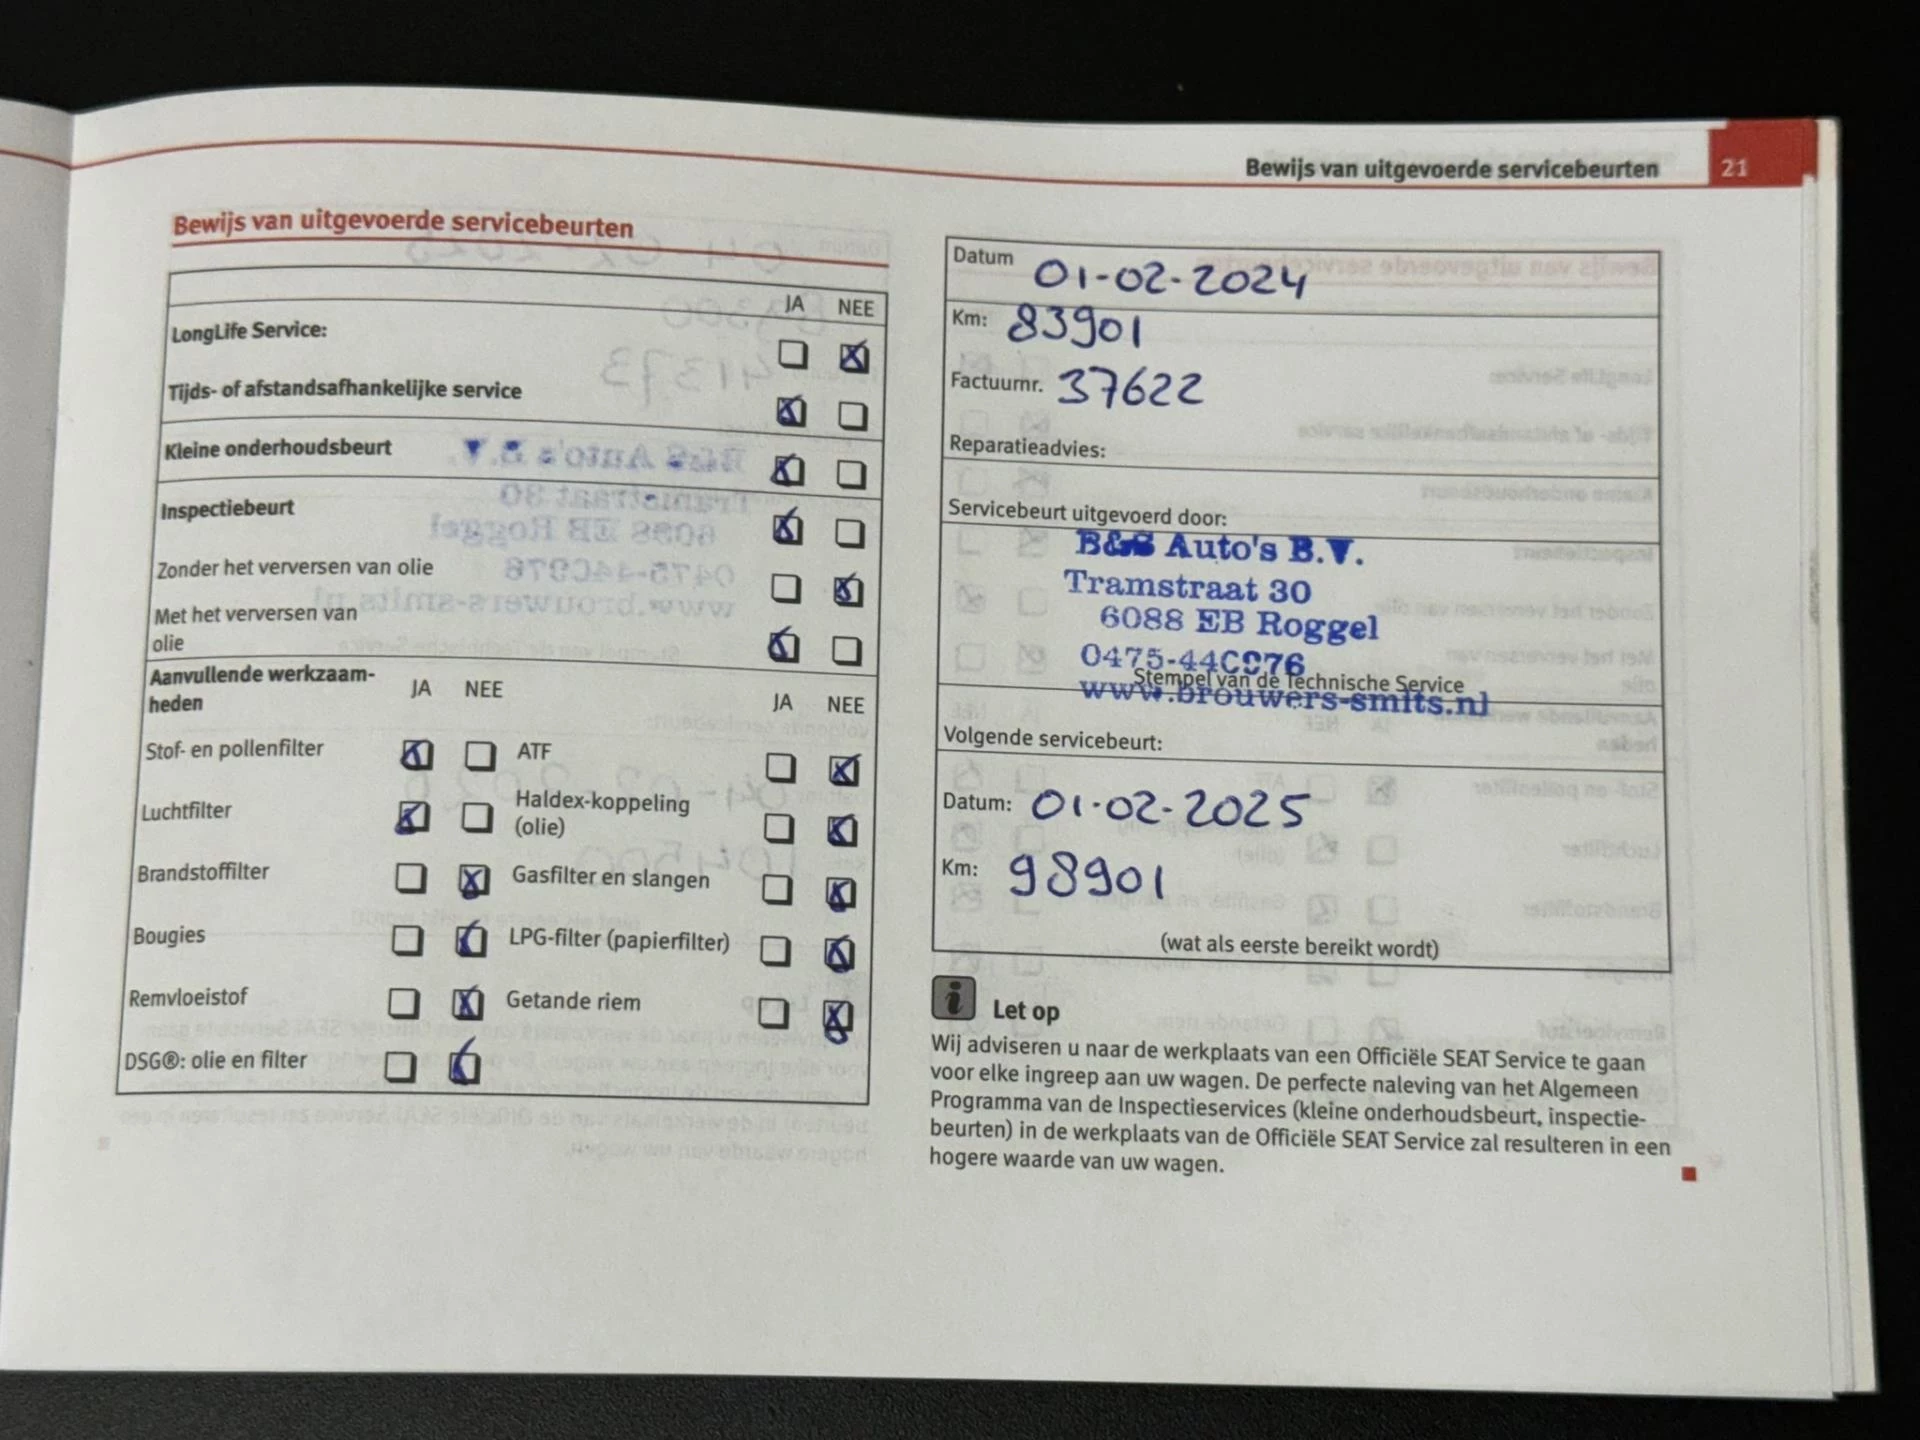 Bewijs van uitgevoerde servicebeurten 21
Bewijs van uitgevoerde servicebeurten
JA NEE
LongLife Service:
Tijds- of afstandsafhankelijke service
Kleine onderhoudsbeurt
Inspectiebeurt
Zonder het verversen van olie
Met het verversen van
olie
Aanvullende werkzaam-
heden
JA NEE
JA NEE
Stof- en pollenfilter
ATF
Luchtfilter
Haldex-koppeling
(olie)
Brandstoffilter
Gasfilter en slangen
Bougies
LPG-filter (papierfilter)
Remvloeistof
Getande riem
DSG®: olie en filter
Datum 01-02-2024
Km: 83901
Factuurnr. 37622
Reparatieadvies:
Servicebeurt uitgevoerd door:
B&S Auto's B.V.
Tramstraat 30
6088 EB Roggel
Stempel van de Technische Service
www.brouwers-smits.nl
Volgende servicebeurt:
Datum: 01-02-2025
Km: 98901
(wat als eerste bereikt wordt)
i Let op
Wij adviseren u naar de werkplaats van een Officiële SEAT Service te gaan
voor elke ingreep aan uw wagen. De perfecte naleving van het Algemeen
Programma van de Inspectieservices (kleine onderhoudsbeurt, inspectie-
beurten) in de werkplaats van de Officiële SEAT Service zal resulteren in een
hogere waarde van uw wagen.